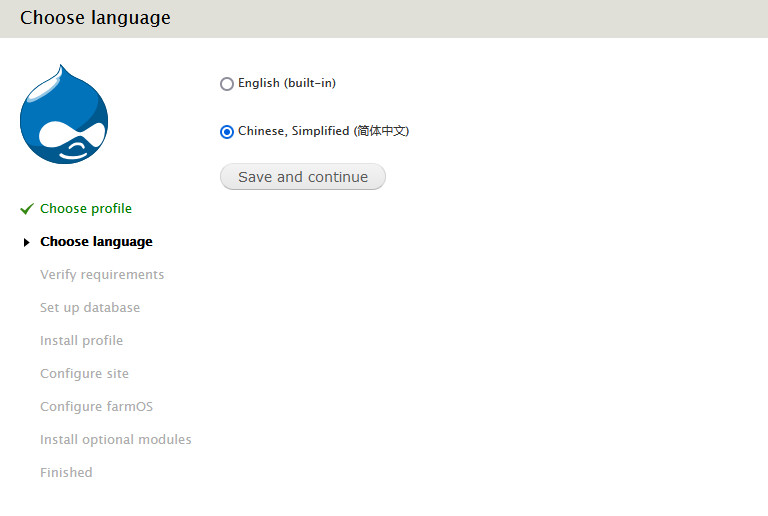 Choose language
English (built-in)
Chinese, Simplified (简体中文)
Save and continue
Choose profile
Choose language
Verify requirements
Set up database
Install profile
Configure site
Configure farmOS
Install optional modules
Finished